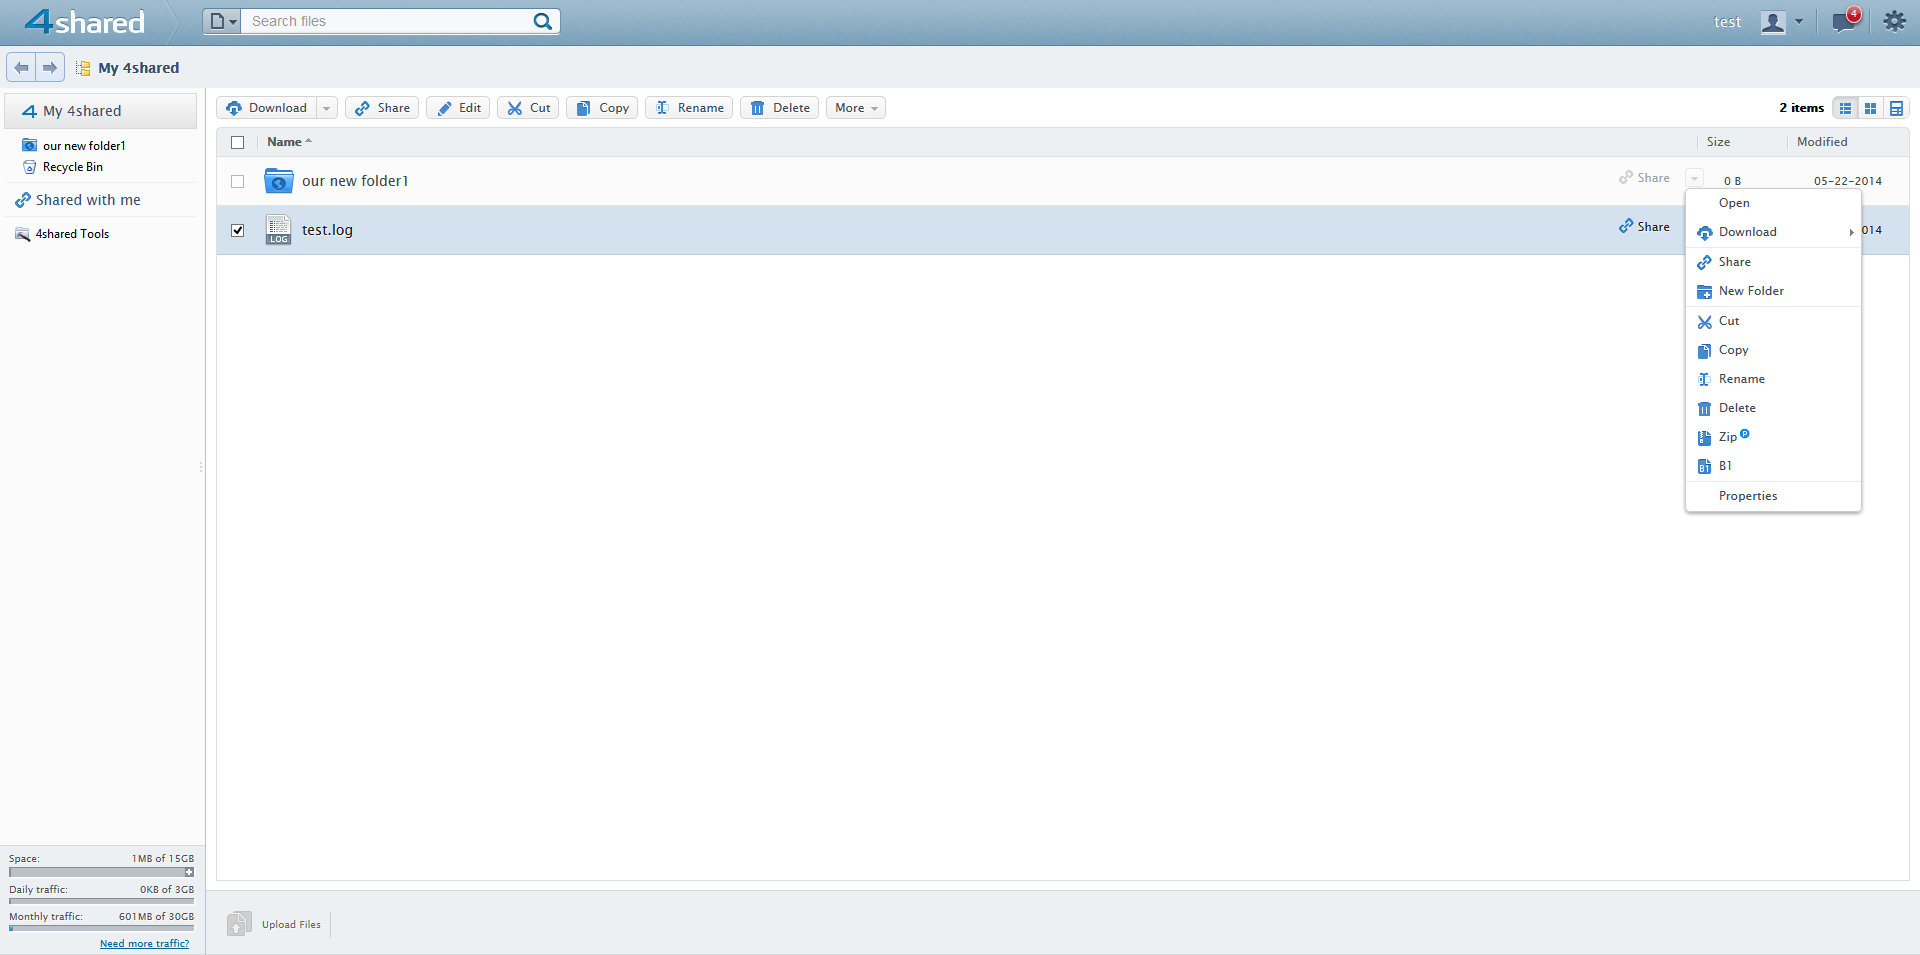 4shared
Search files
test
4
My 4shared
4 My 4shared
our new folder1
Recycle Bin
Shared with me
4shared Tools
Download Share Edit Cut Copy Rename Delete More
2 items
Name Size Modified
our new folder1 Share 0 B 05-22-2014
LOG test.log Share 014
Open
Download
Share
New Folder
Cut
Copy
Rename
Delete
Zip P
B1 B1
Properties
Space: 1MB of 15GB
Daily traffic: 0KB of 3GB
Monthly traffic: 601MB of 30GB
Need more traffic?
Upload Files